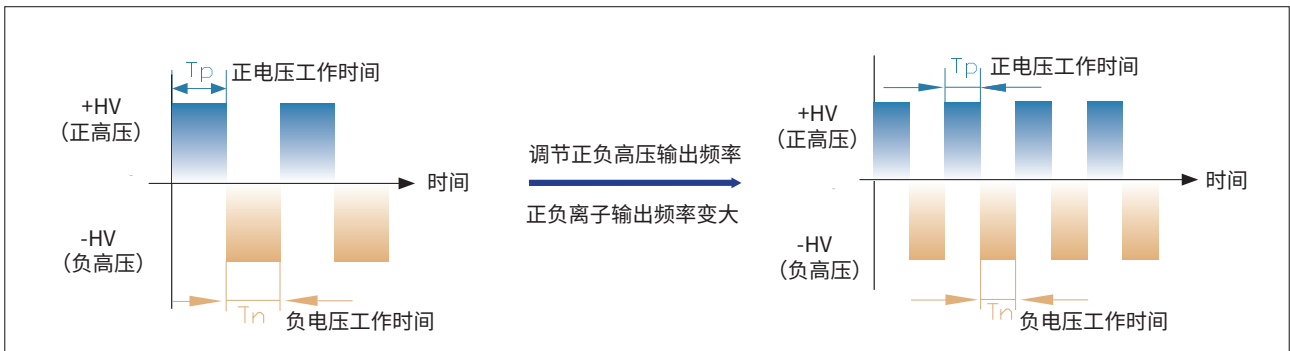 Tp 正电压工作时间
+HV
（正高压）
时间
-HV
（负高压）
Tn 负电压工作时间
调节正负高压输出频率
正负离子输出频率变大
Tp 正电压工作时间
+HV
（正高压）
时间
-HV
（负高压）
Tn 负电压工作时间